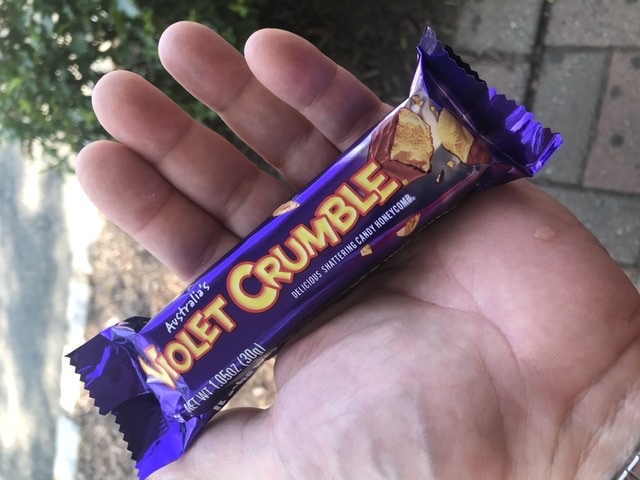 Australia's
VIOLET CRUMBLE
DELICIOUS SHATTERING CANDY HONEYCOMB.
NET WT 1.05OZ (30g)